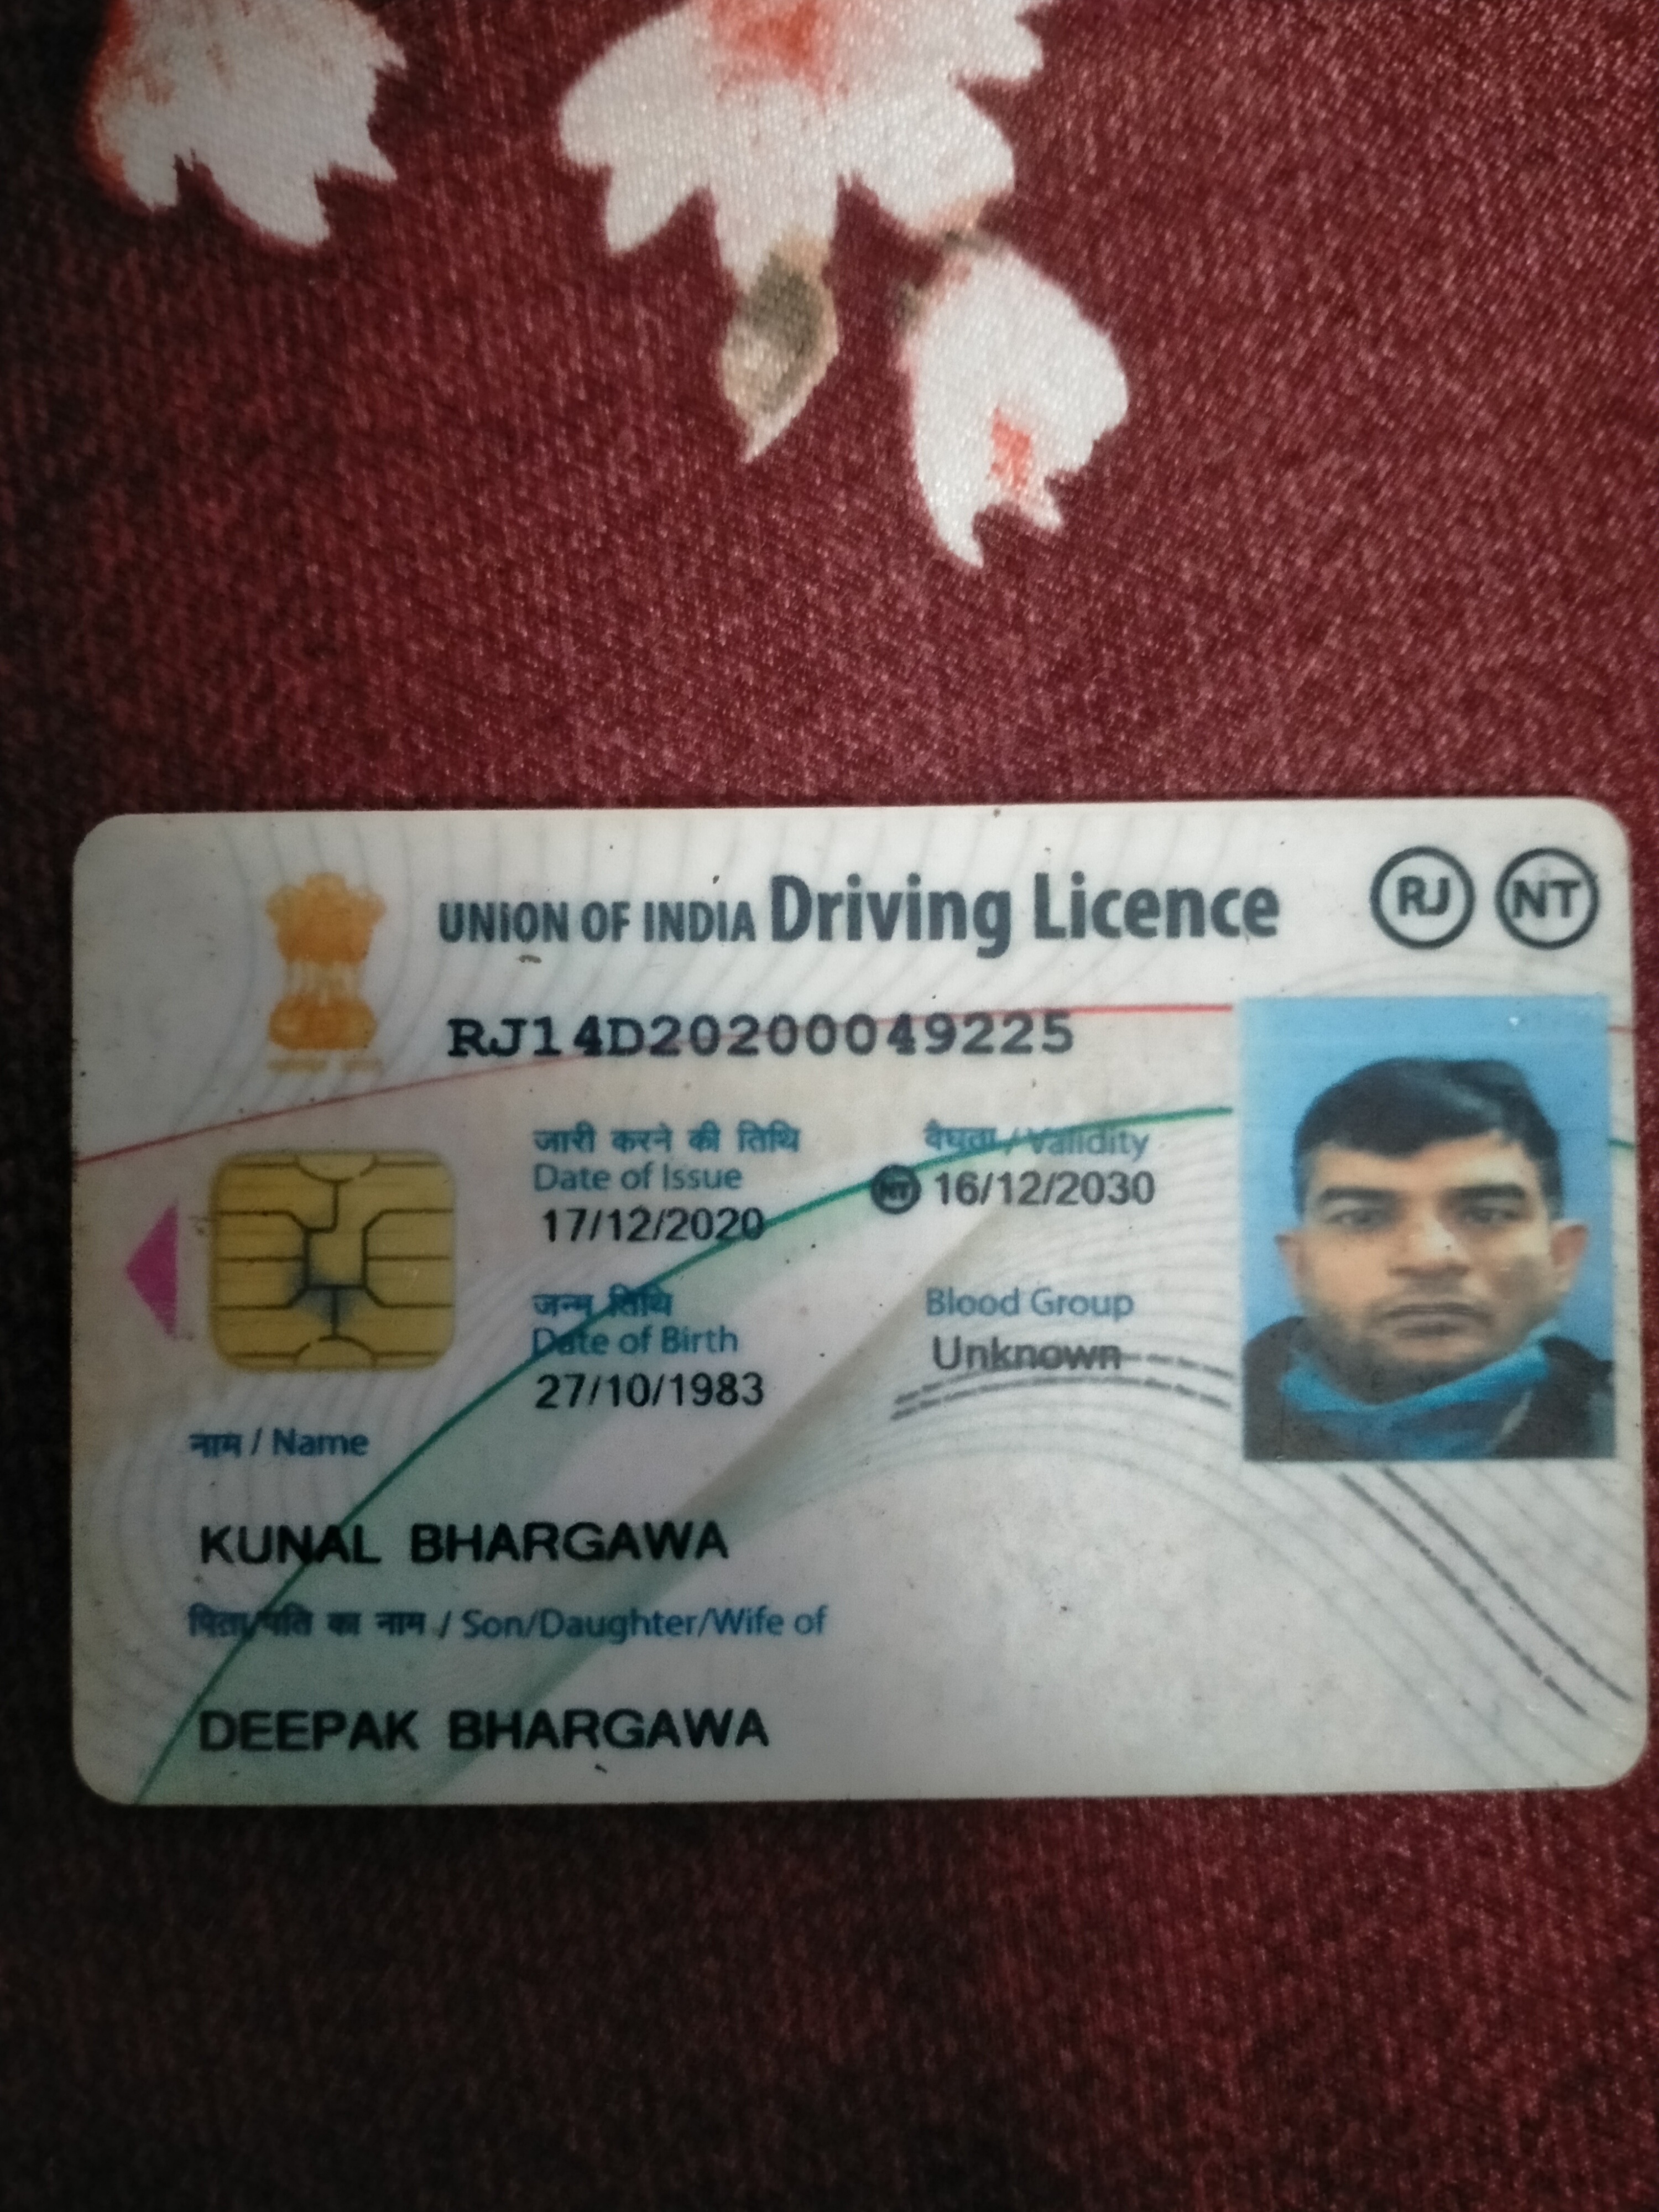 UNION OF INDIA Driving Licence RJ NT
RJ14D20200049225
जारी करने की तिथि
Date of Issue
17/12/2020
वैधता / Validity
NT 16/12/2030
जन्म तिथि
Date of Birth
27/10/1983
Blood Group
Unknown
नाम / Name
KUNAL BHARGAWA
पिता/पति का नाम / Son/Daughter/Wife of
DEEPAK BHARGAWA